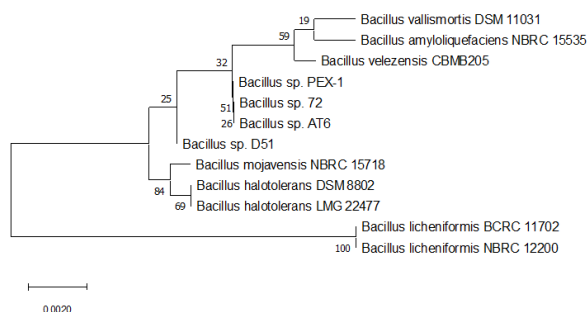 19
Bacillus vallismortis DSM 11031
59
Bacillus amyloliquefaciens NBRC 15535
32
Bacillus velezensis CBMB205
Bacillus sp. PEX-1
25
51
Bacillus sp. 72
26
Bacillus sp. AT6
Bacillus sp. D51
Bacillus mojavensis NBRC 15718
84
Bacillus halotolerans DSM 8802
69
Bacillus halotolerans LMG 22477
Bacillus licheniformis BCRC 11702
100
Bacillus licheniformis NBRC 12200
0.0020